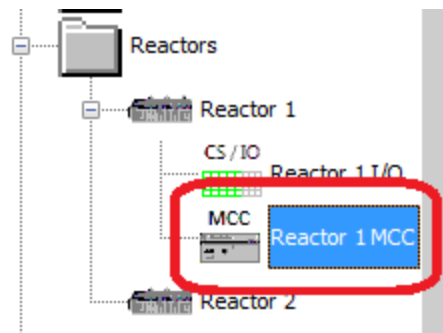 Reactors
Reactor 1
CS / IO
Reactor 1 I/O
MCC
Reactor 1 MCC
Reactor 2